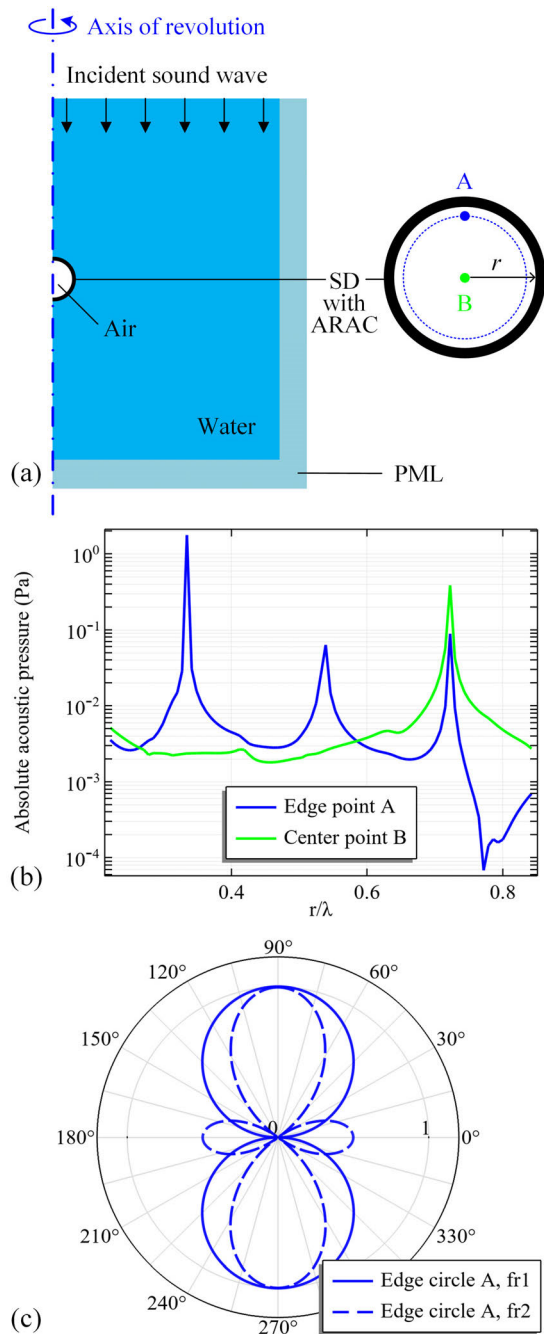 Axis of revolution
Incident sound wave
A
r
B
SD
with
ARAC
Air
Water
PML
(a)
Absolute acoustic pressure (Pa)
10⁰
10⁻¹
10⁻²
10⁻³
10⁻⁴
Edge point A
Center point B
0.4
0.6
0.8
r/λ
(b)
90°
120°
60°
150°
30°
180°
0
1
0°
210°
330°
240°
270°
Edge circle A, fr1
Edge circle A, fr2
(c)